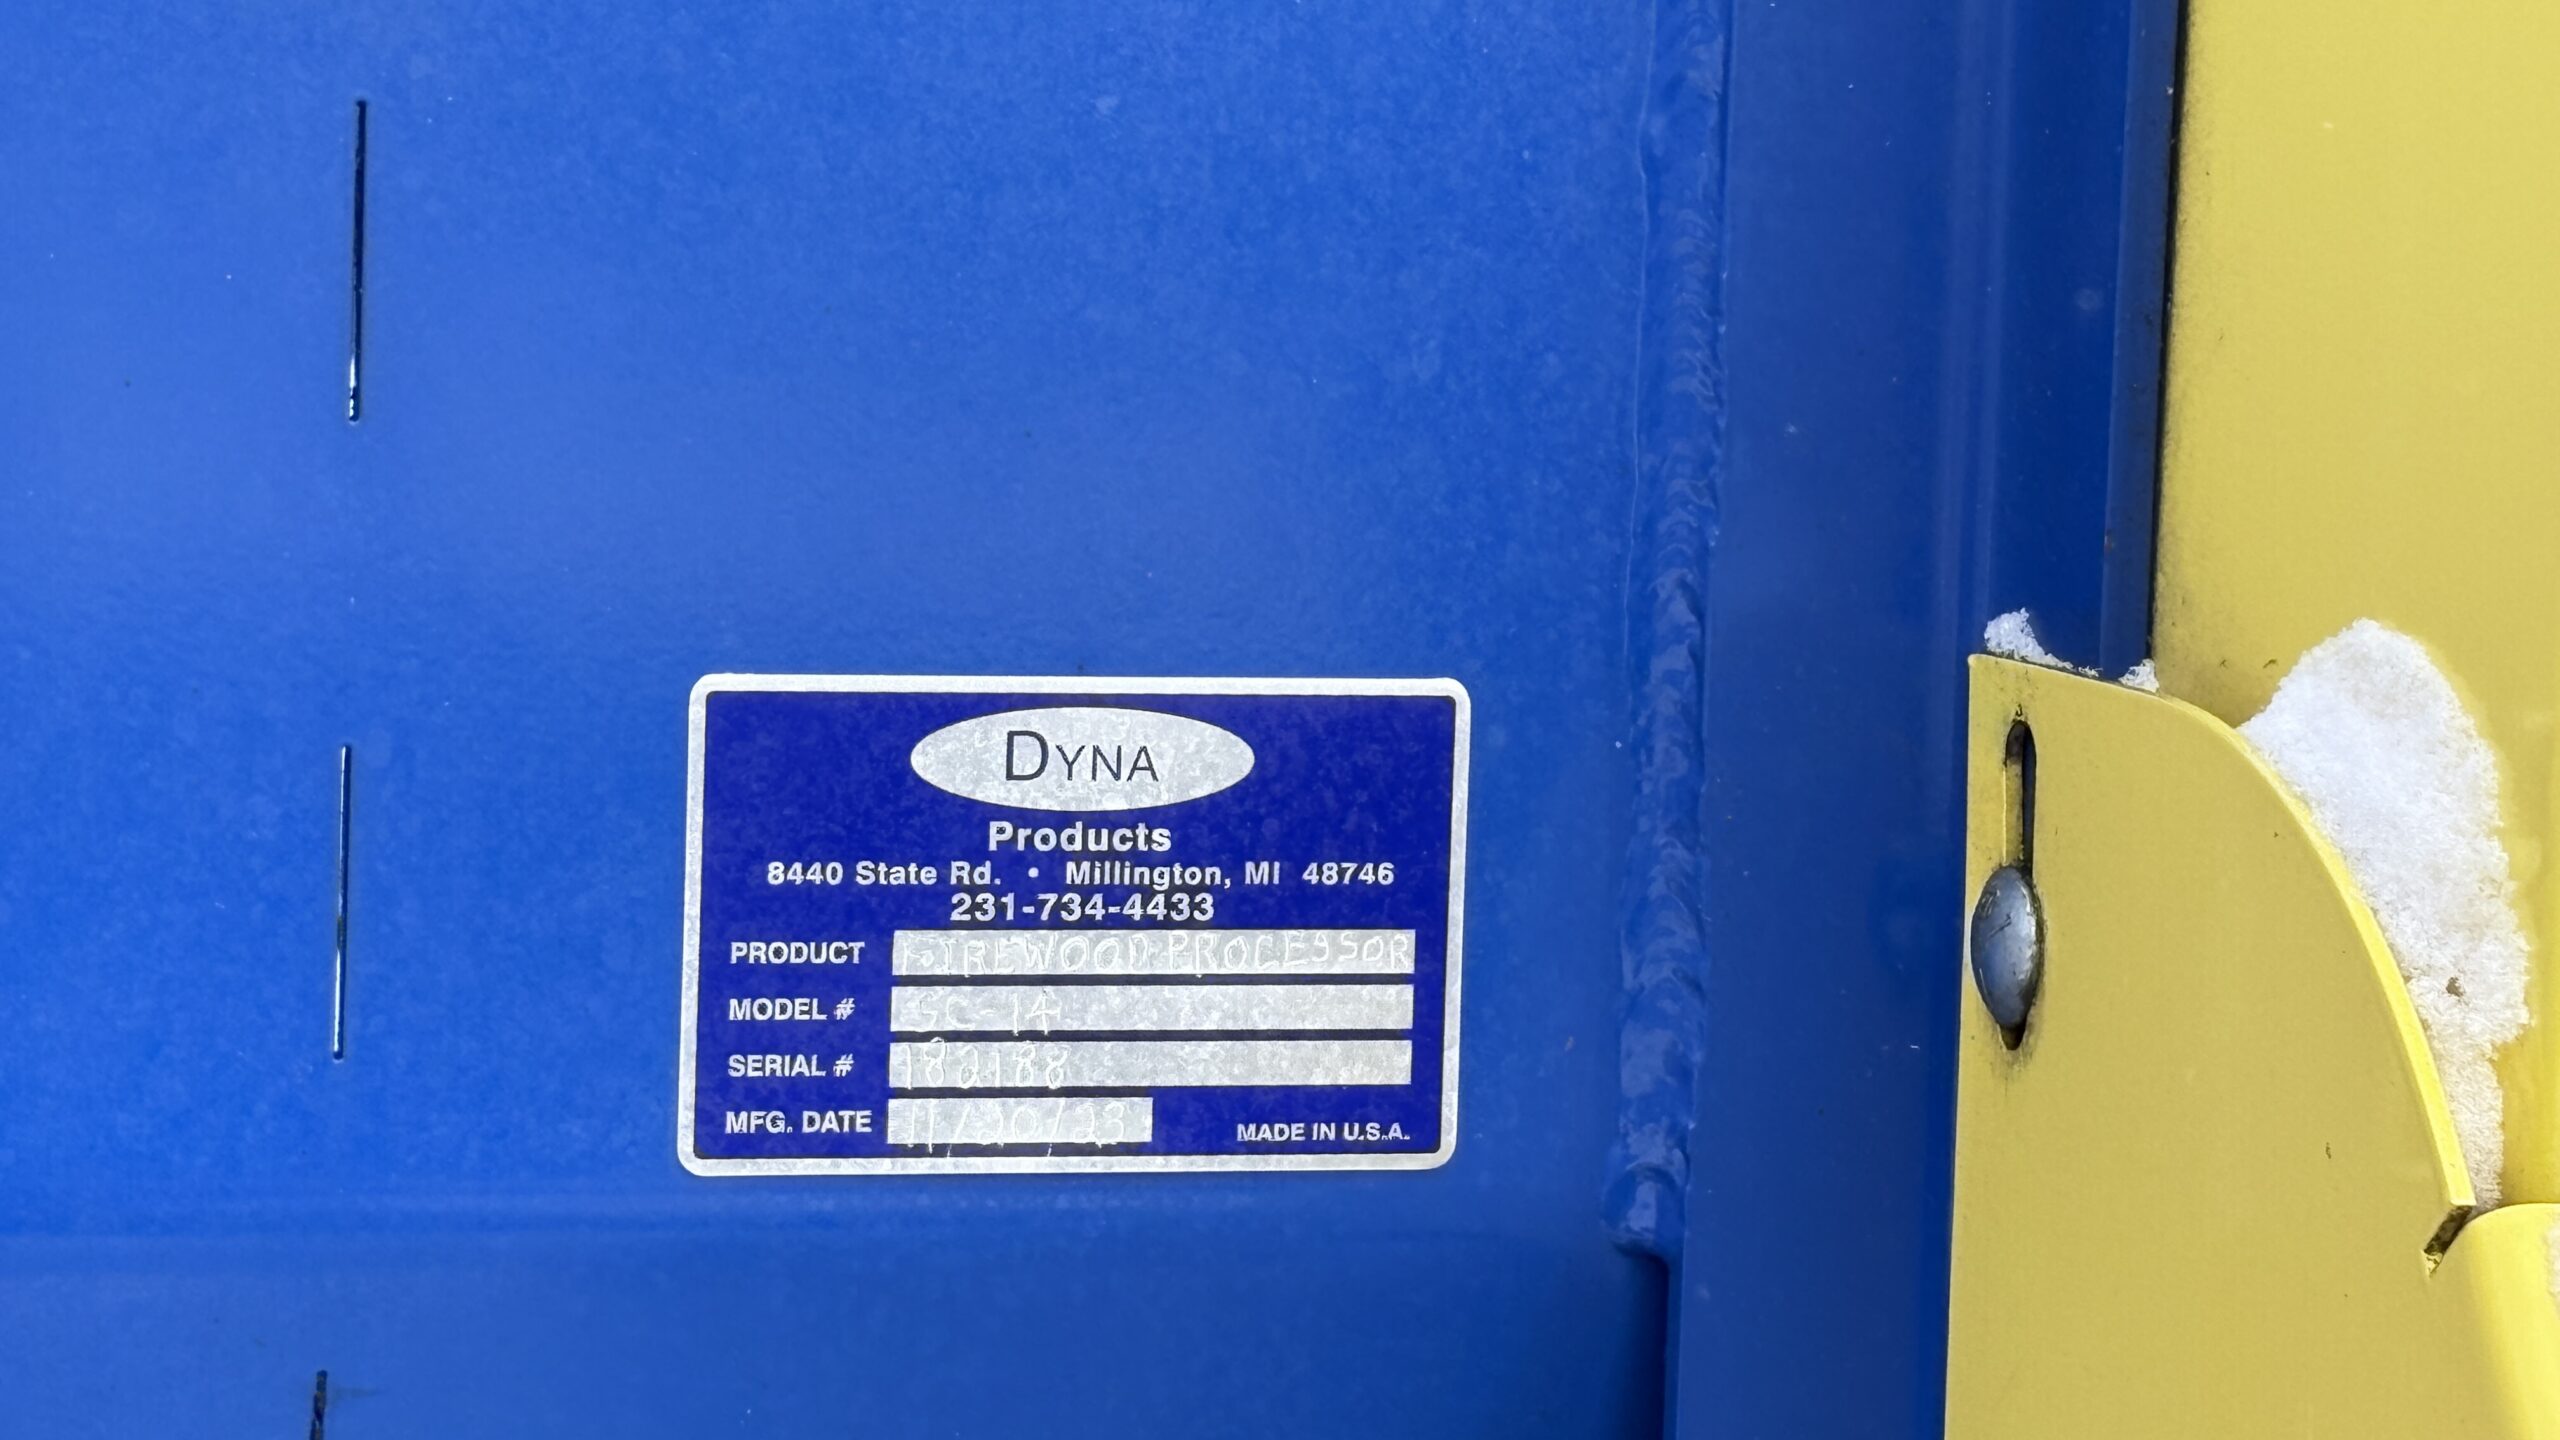 DYNA
Products
8440 State Rd. • Millington, MI 48746
231-734-4433
PRODUCT FIREWOOD PROCESSOR
MODEL # SC-14
SERIAL # 182188
MFG. DATE 11/20/23
MADE IN U.S.A.